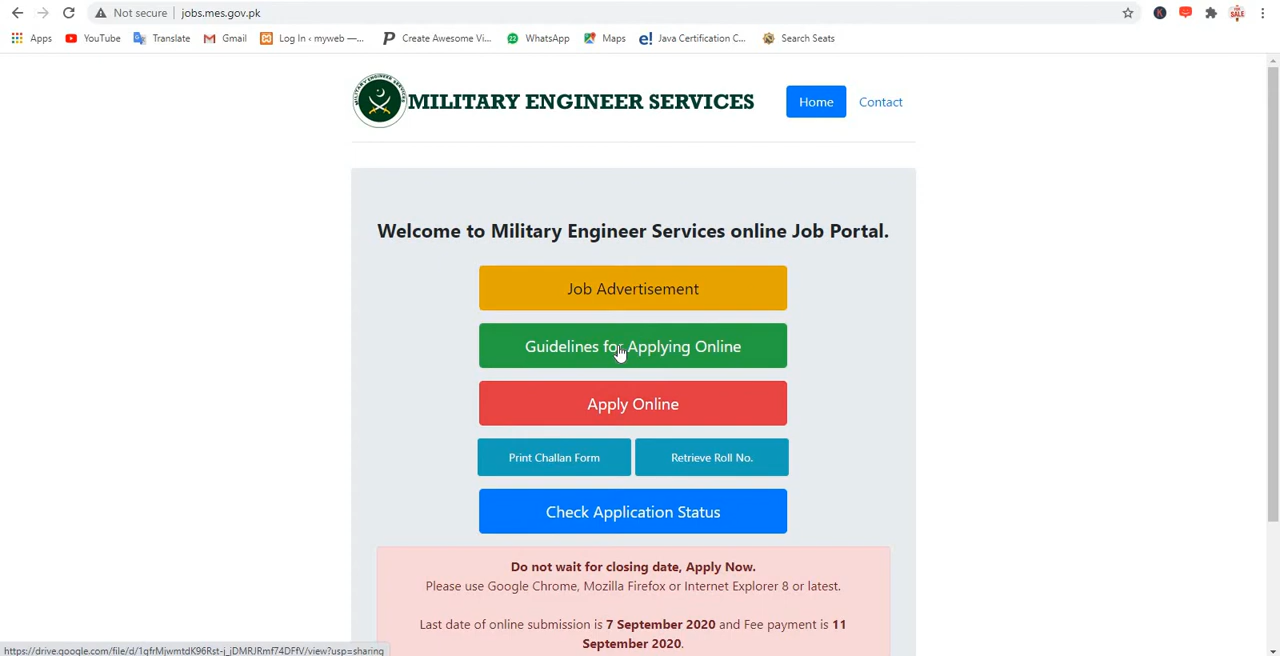 Not secure jobs.mes.gov.pk
Apps YouTube Translate Gmail Log In ‹ myweb —... Create Awesome Vi... WhatsApp Maps Java Certification C... Search Seats
MILITARY ENGINEER SERVICES
Home Contact
Welcome to Military Engineer Services online Job Portal.
Job Advertisement
Guidelines for Applying Online
Apply Online
Print Challan Form Retrieve Roll No.
Check Application Status
Do not wait for closing date, Apply Now.
Please use Google Chrome, Mozilla Firefox or Internet Explorer 8 or latest.
Last date of online submission is 7 September 2020 and Fee payment is 11
September 2020.